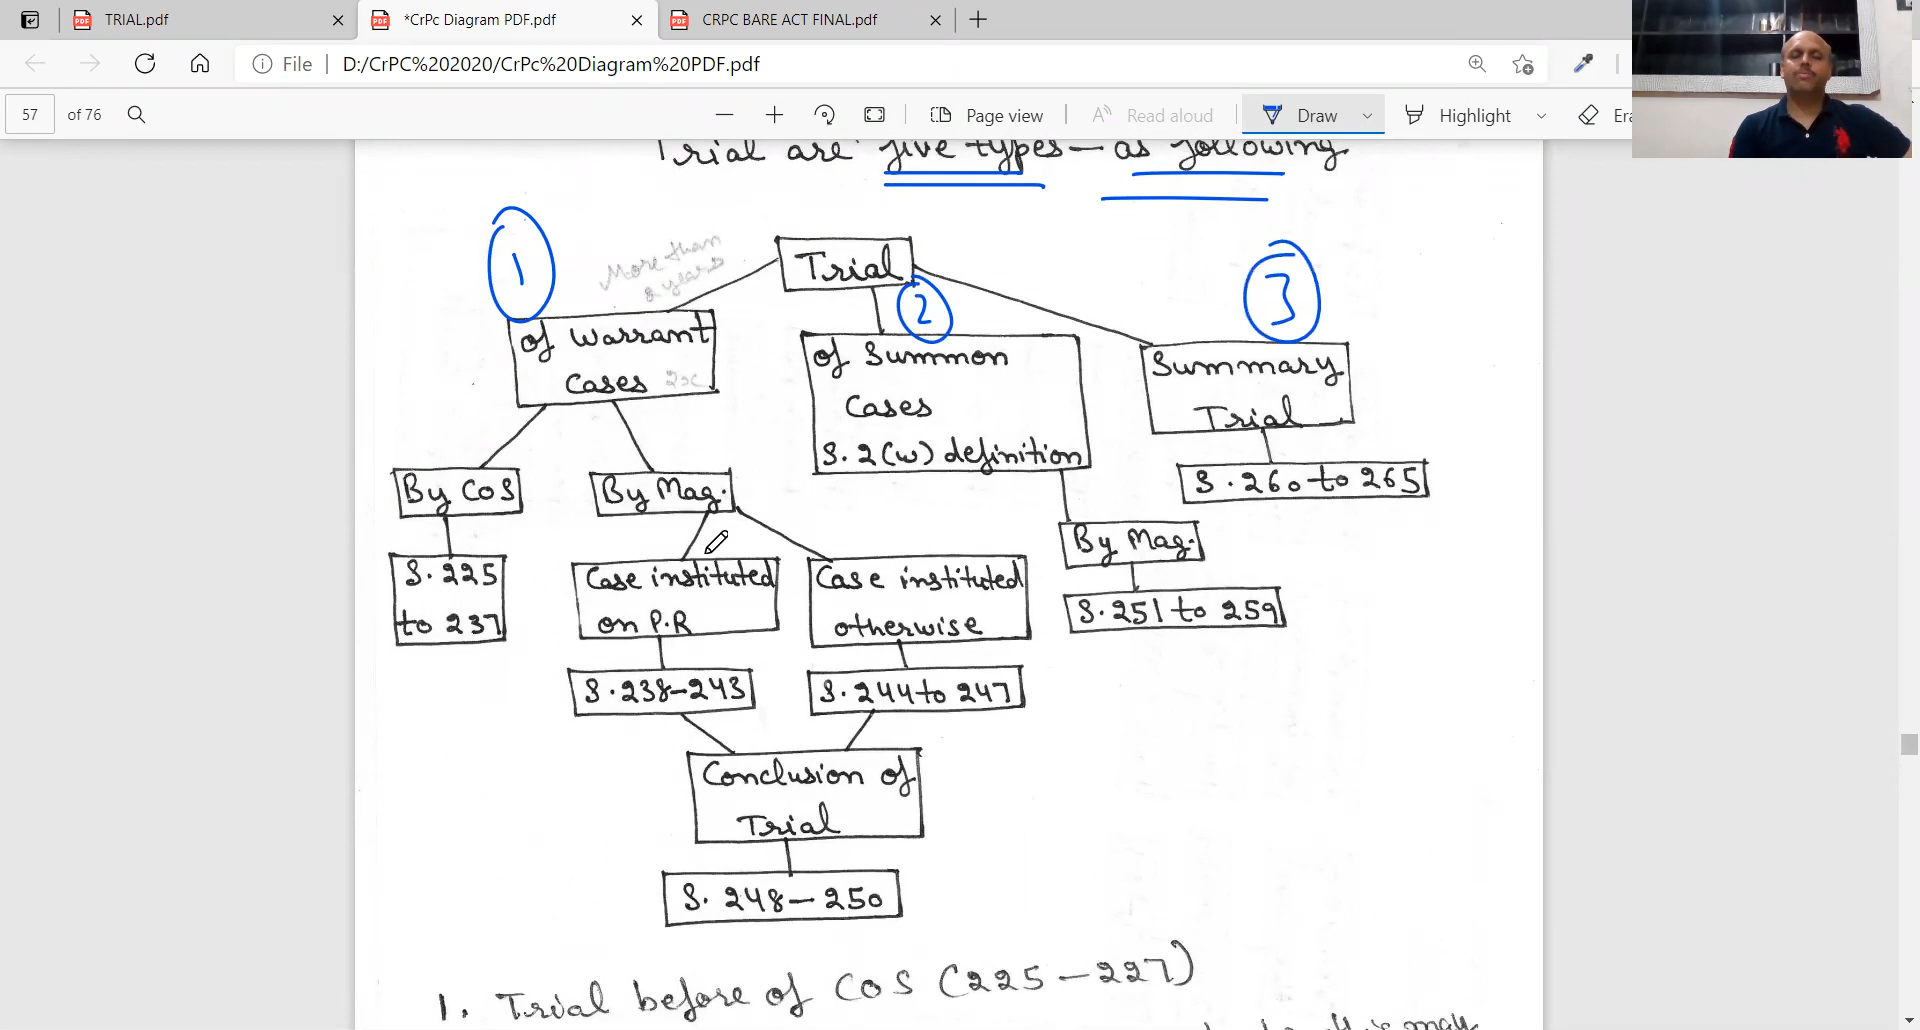 TRIAL.pdf
*CrPc Diagram PDF.pdf
CRPC BARE ACT FINAL.pdf
File
D:/CrPC%202020/CrPc%20Diagram%20PDF.pdf
57 of 76
Page view
Read aloud
Draw
Highlight
Era
Trial are five types — as following
1
More than
2 years
Trial
2
3
of Warrant
Cases
of Summon
Cases
S. 2(w) definition
Summary
Trial
S. 260 to 265
By COS
By Mag.
By Mag.
S. 225
to 237
Case instituted
on P.R
Case instituted
otherwise
S. 251 to 259
S. 238-243
S. 244 to 247
Conclusion of
Trial
S. 248 - 250
1. Trial before of COS (225 - 227)